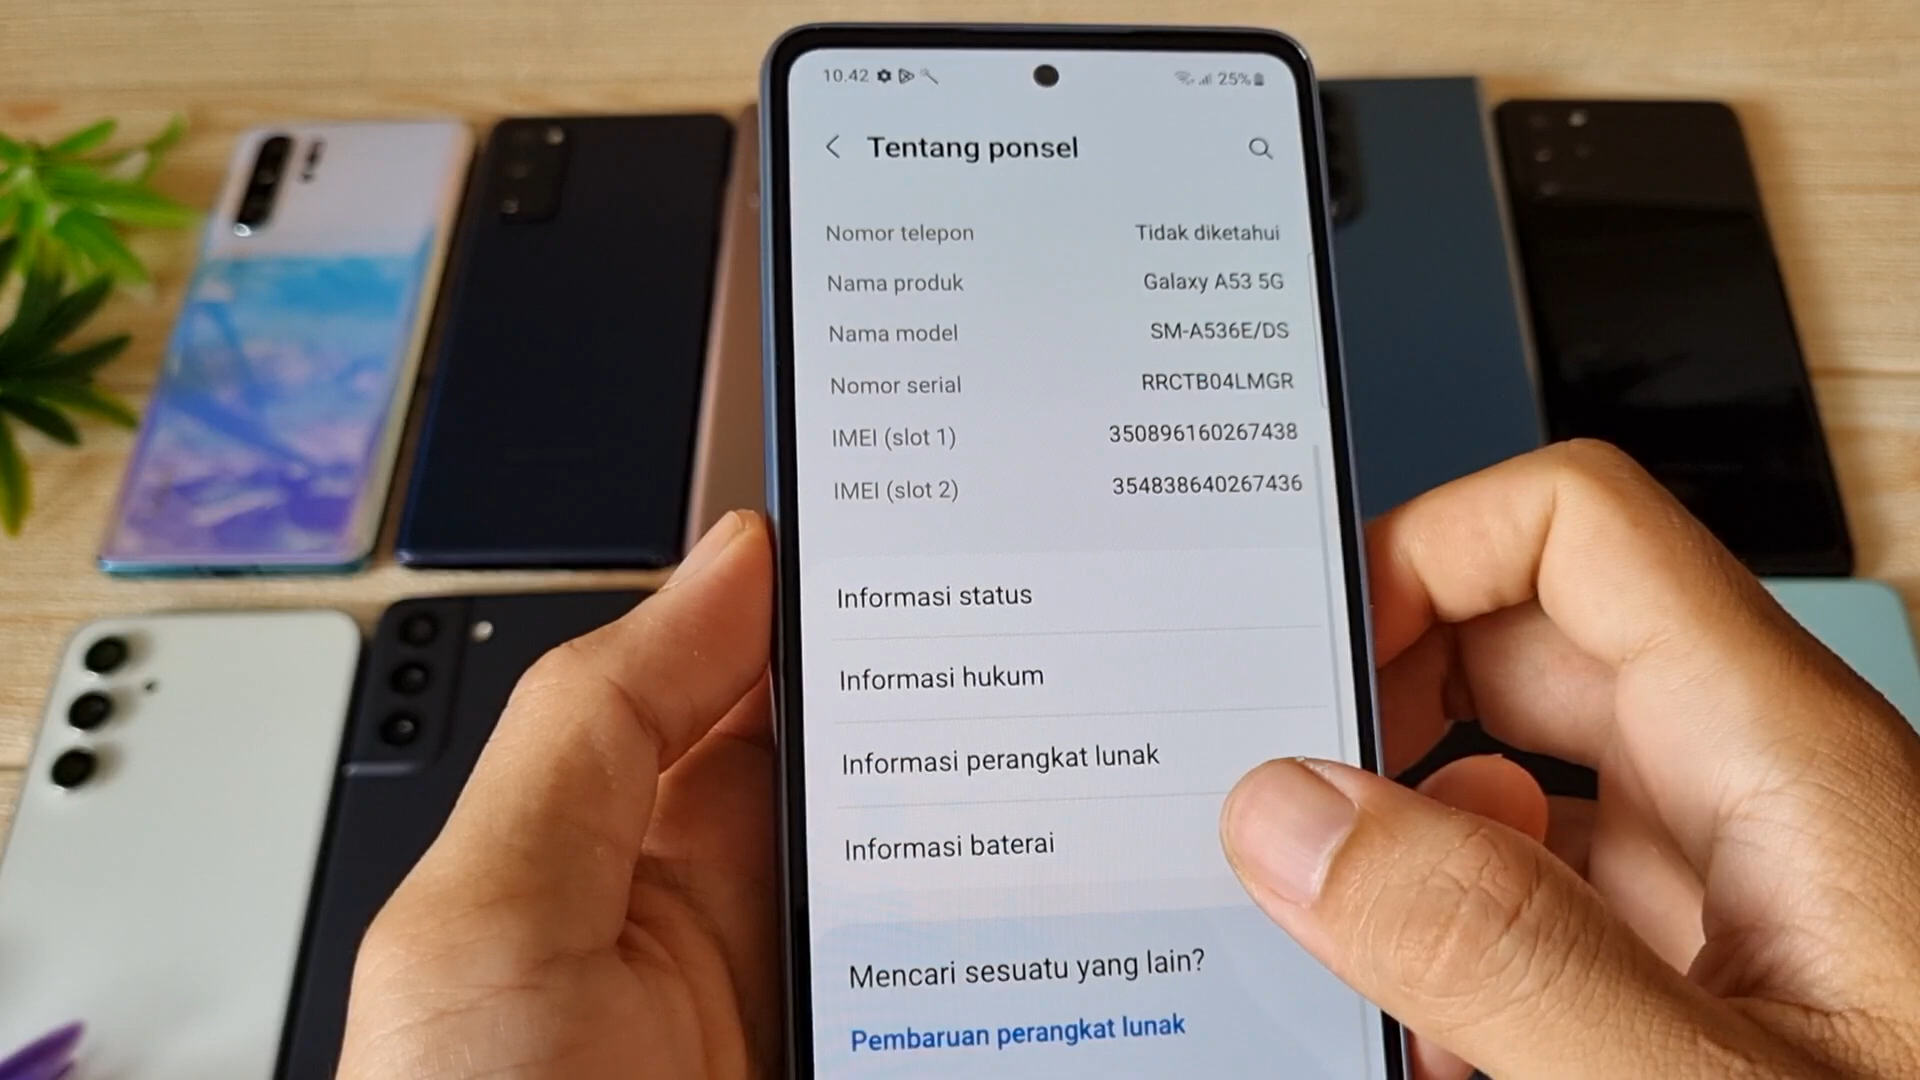 10.42
25%
Tentang ponsel
Nomor telepon Tidak diketahui
Nama produk Galaxy A53 5G
Nama model SM-A536E/DS
Nomor serial RRCTB04LMGR
IMEI (slot 1) 350896160267438
IMEI (slot 2) 354838640267436
Informasi status
Informasi hukum
Informasi perangkat lunak
Informasi baterai
Mencari sesuatu yang lain?
Pembaruan perangkat lunak